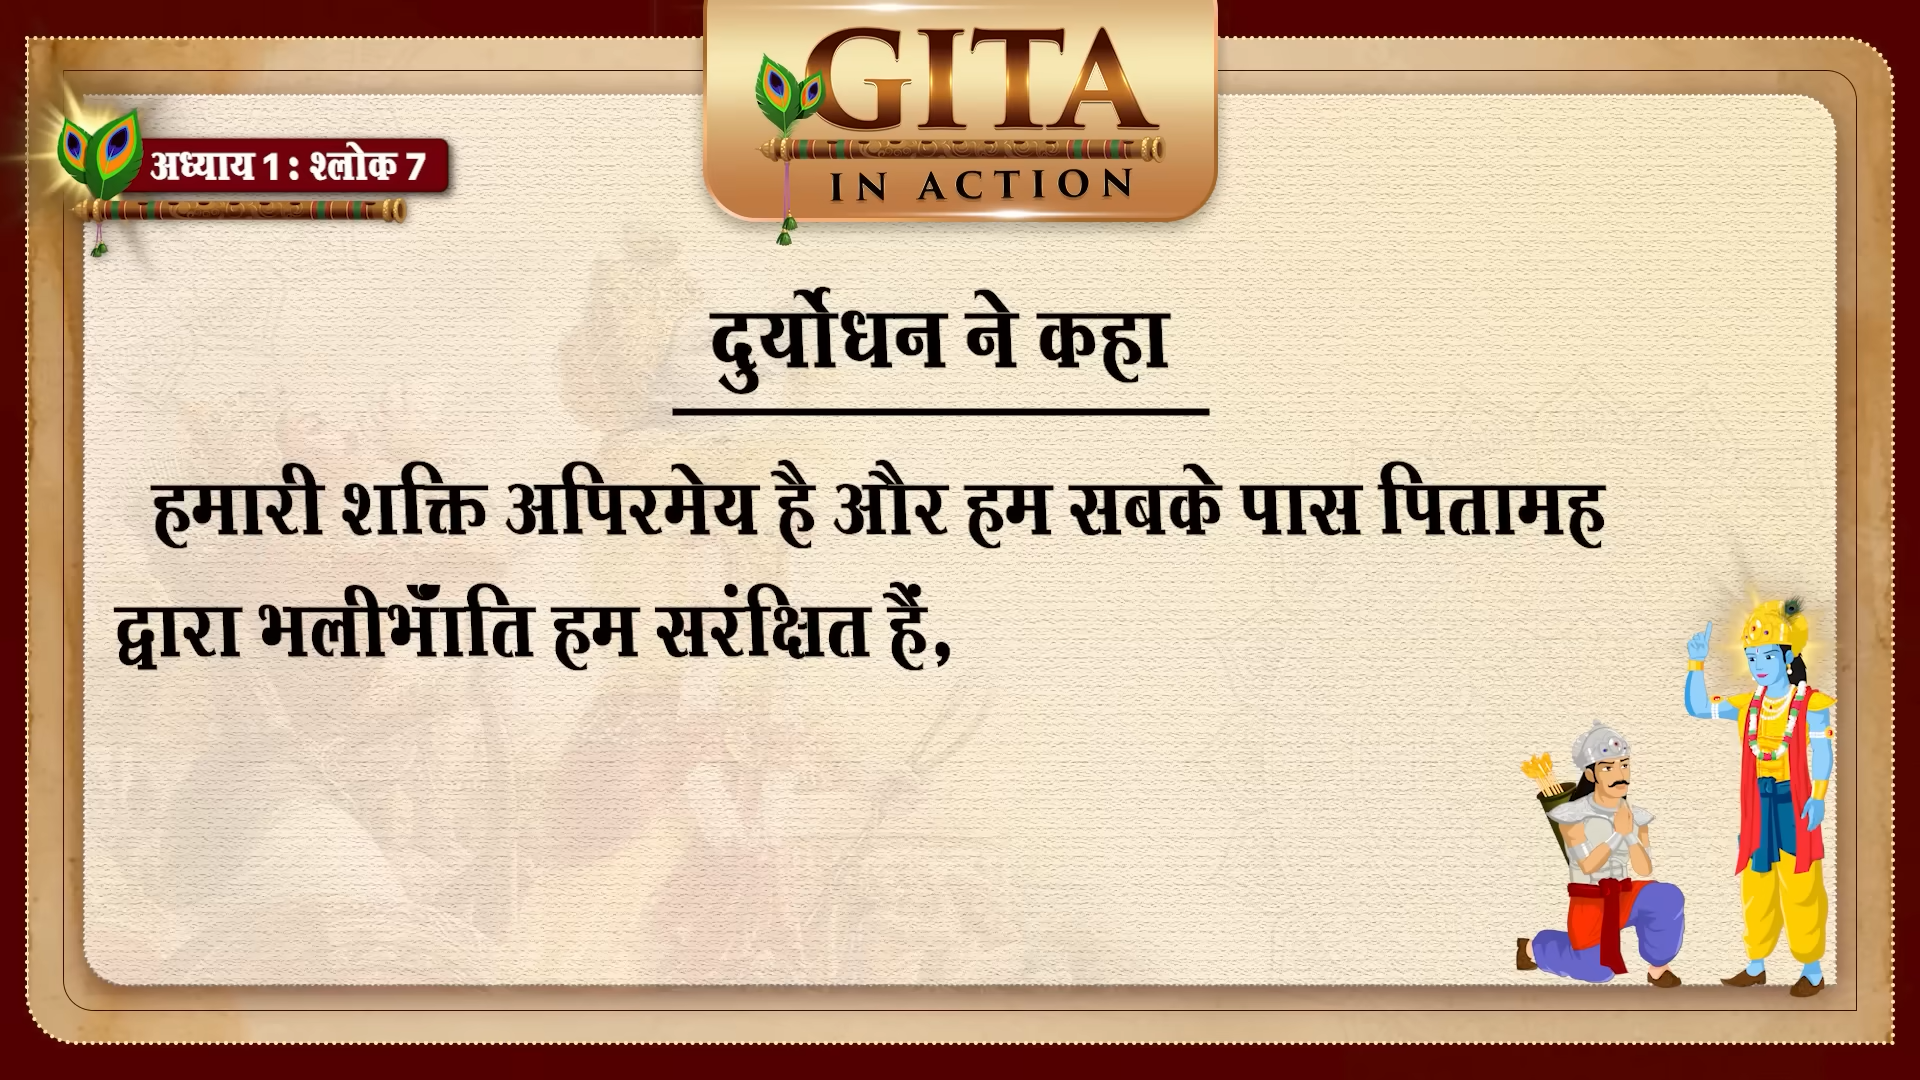 GITA
IN ACTION
अध्याय 1 : श्लोक 7
दुर्योधन ने कहा
हमारी शक्ति अपिरमेय है और हम सबके पास पितामह
द्वारा भलीभाँति हम सरंक्षित हैं,